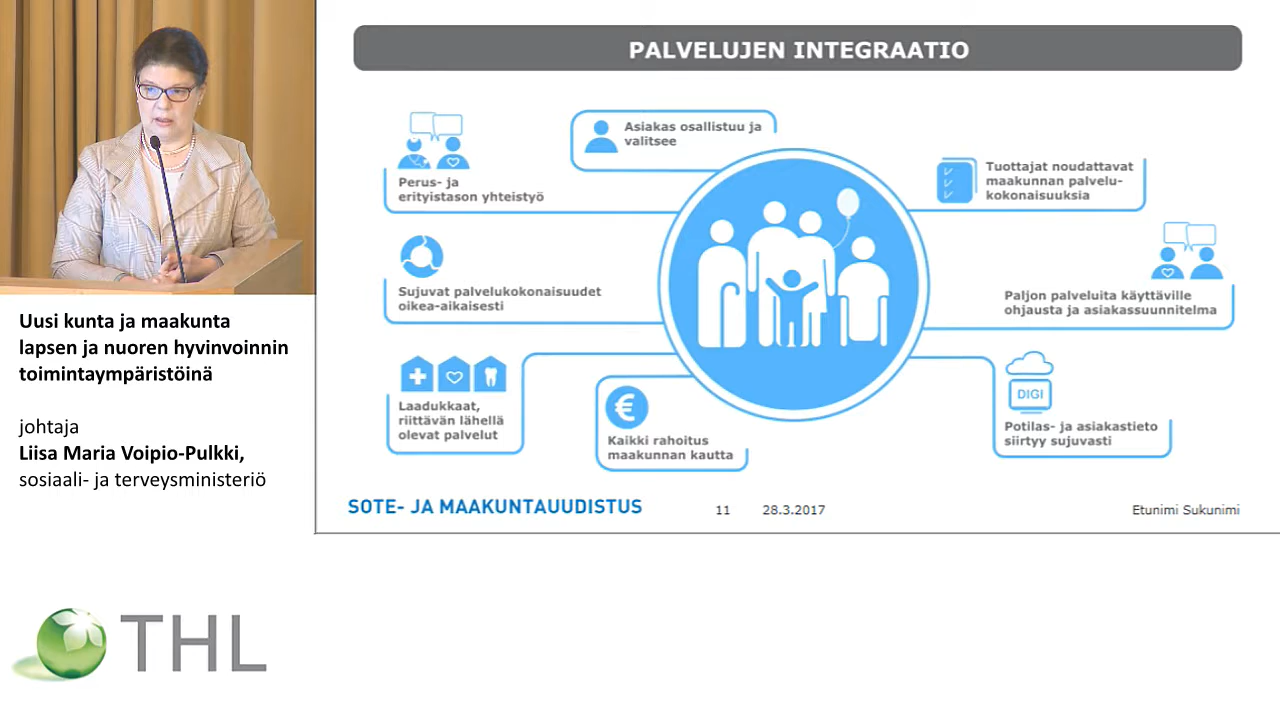 PALVELUJEN INTEGRAATIO
Perus- ja
erityistason yhteistyö
Asiakas osallistuu ja
valitsee
Tuottajat noudattavat
maakunnan palvelu-
kokonaisuuksia
Sujuvat palvelukokonaisuudet
oikea-aikaisesti
Paljon palveluita käyttäville
ohjausta ja asiakassuunnitelma
Laadukkaat,
riittävän lähellä
olevat palvelut
€
Kaikki rahoitus
maakunnan kautta
DIGI
Potilas- ja asiakastieto
siirtyy sujuvasti
SOTE- JA MAAKUNTAUUDISTUS
11
28.3.2017
Etunimi Sukunimi
Uusi kunta ja maakunta
lapsen ja nuoren hyvinvoinnin
toimintaympäristöinä
johtaja
Liisa Maria Voipio-Pulkki,
sosiaali- ja terveysministeriö
THL